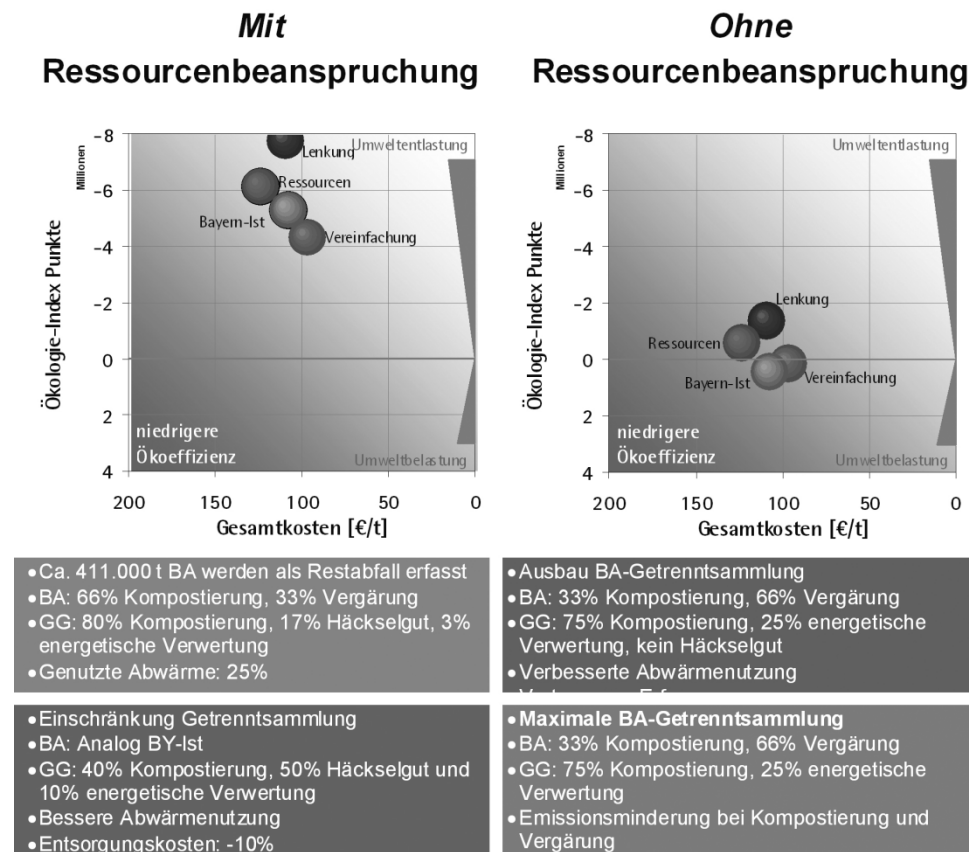 Mit
Ressourcenbeanspruchung
Ohne
Ressourcenbeanspruchung
Ökologie-Index Punkte
Millionen
-8
-6
-4
-2
0
2
4
Umweltentlastung
Lenkung
Ressourcen
Bayern-Ist
Vereinfachung
niedrigere
Ökoeffizienz
Umweltbelastung
200
150
100
50
0
Gesamtkosten [€/t]
Ökologie-Index Punkte
Millionen
-8
-6
-4
-2
0
2
4
Umweltentlastung
Lenkung
Ressourcen
Bayern-Ist
Vereinfachung
niedrigere
Ökoeffizienz
Umweltbelastung
200
150
100
50
0
Gesamtkosten [€/t]
•Ca. 411.000 t BA werden als Restabfall erfasst
•BA: 66% Kompostierung, 33% Vergärung
•GG: 80% Kompostierung, 17% Häckselgut, 3%
energetische Verwertung
•Genutzte Abwärme: 25%
•Ausbau BA-Getrenntsammlung
•BA: 33% Kompostierung, 66% Vergärung
•GG: 75% Kompostierung, 25% energetische
Verwertung, kein Häckselgut
•Verbesserte Abwärmenutzung
•Einschränkung Getrenntsammlung
•BA: Analog BY-Ist
•GG: 40% Kompostierung, 50% Häckselgut und
10% energetische Verwertung
•Bessere Abwärmenutzung
•Entsorgungskosten: -10%
•Maximale BA-Getrenntsammlung
•BA: 33% Kompostierung, 66% Vergärung
•GG: 75% Kompostierung, 25% energetische
Verwertung
•Emissionsminderung bei Kompostierung und
Vergärung